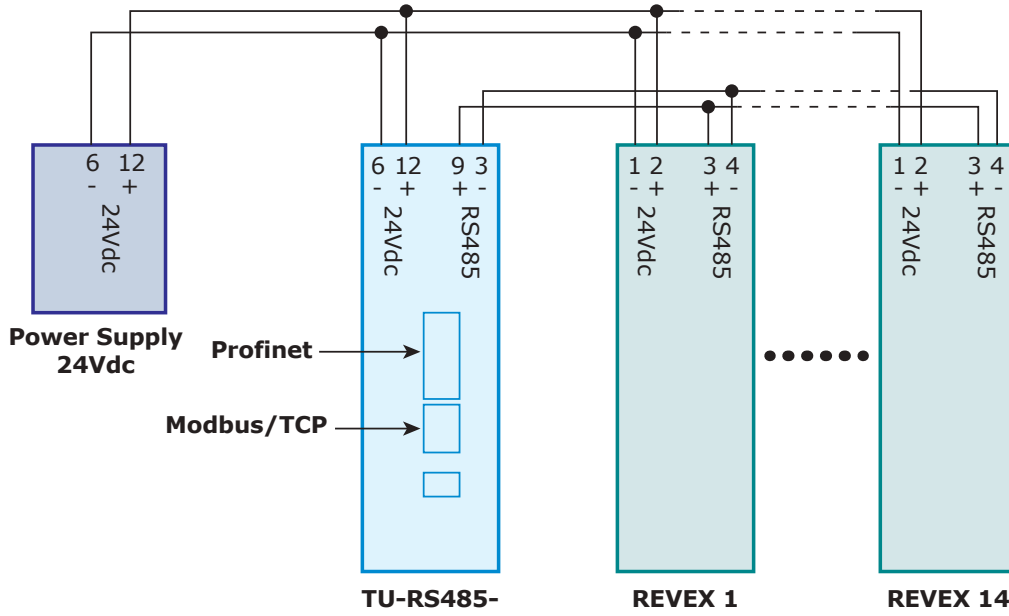 6 12
- +
24Vdc
Power Supply
24Vdc
6 12 9 3
- + + -
24Vdc RS485
Profinet
Modbus/TCP
TU-RS485-
1 2 3 4
- + + -
24Vdc RS485
REVEX 1
1 2 3 4
- + + -
24Vdc RS485
REVEX 14